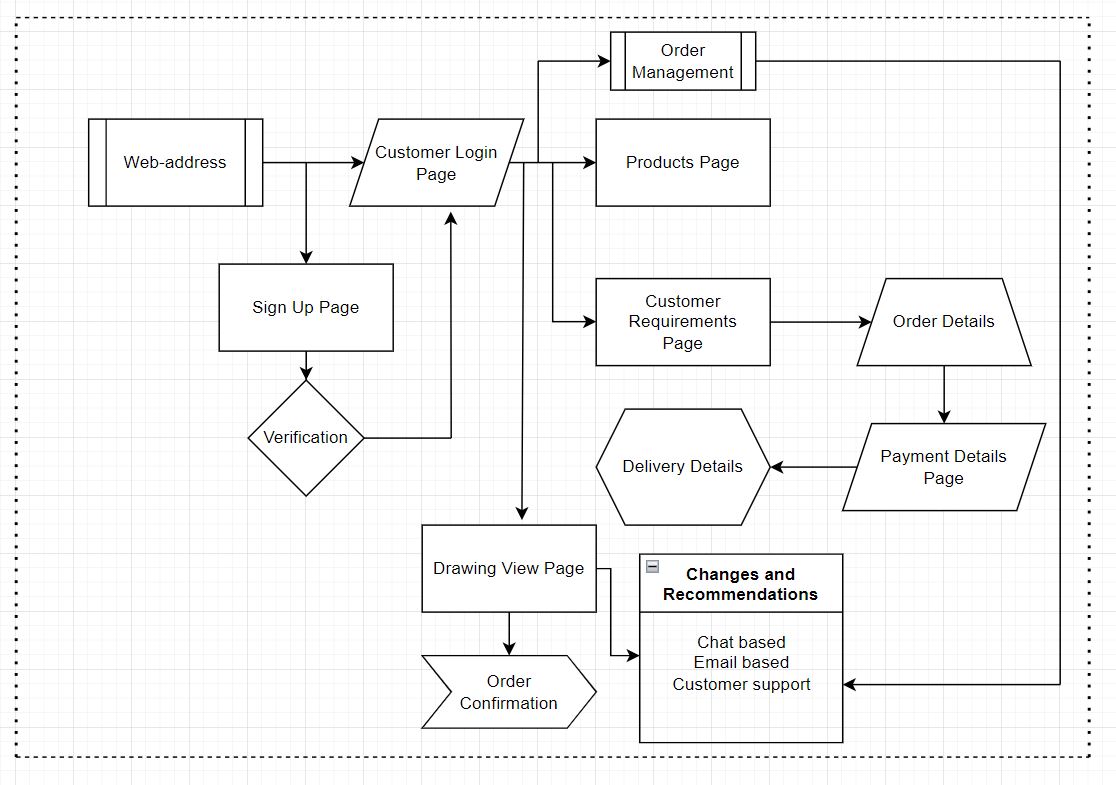 Order
Management
Web-address
Customer Login
Page
Products Page
Sign Up Page
Customer
Requirements
Page
Order Details
Verification
Delivery Details
Payment Details
Page
Drawing View Page
Changes and
Recommendations
Chat based
Email based
Customer support
Order
Confirmation